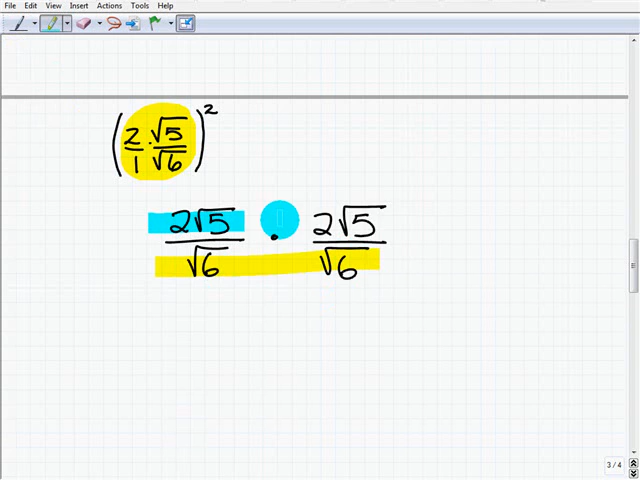 File Edit View Insert Actions Tools Help
(2/1 · √5/√6)²
2√5/√6 · 2√5/√6
3 / 4